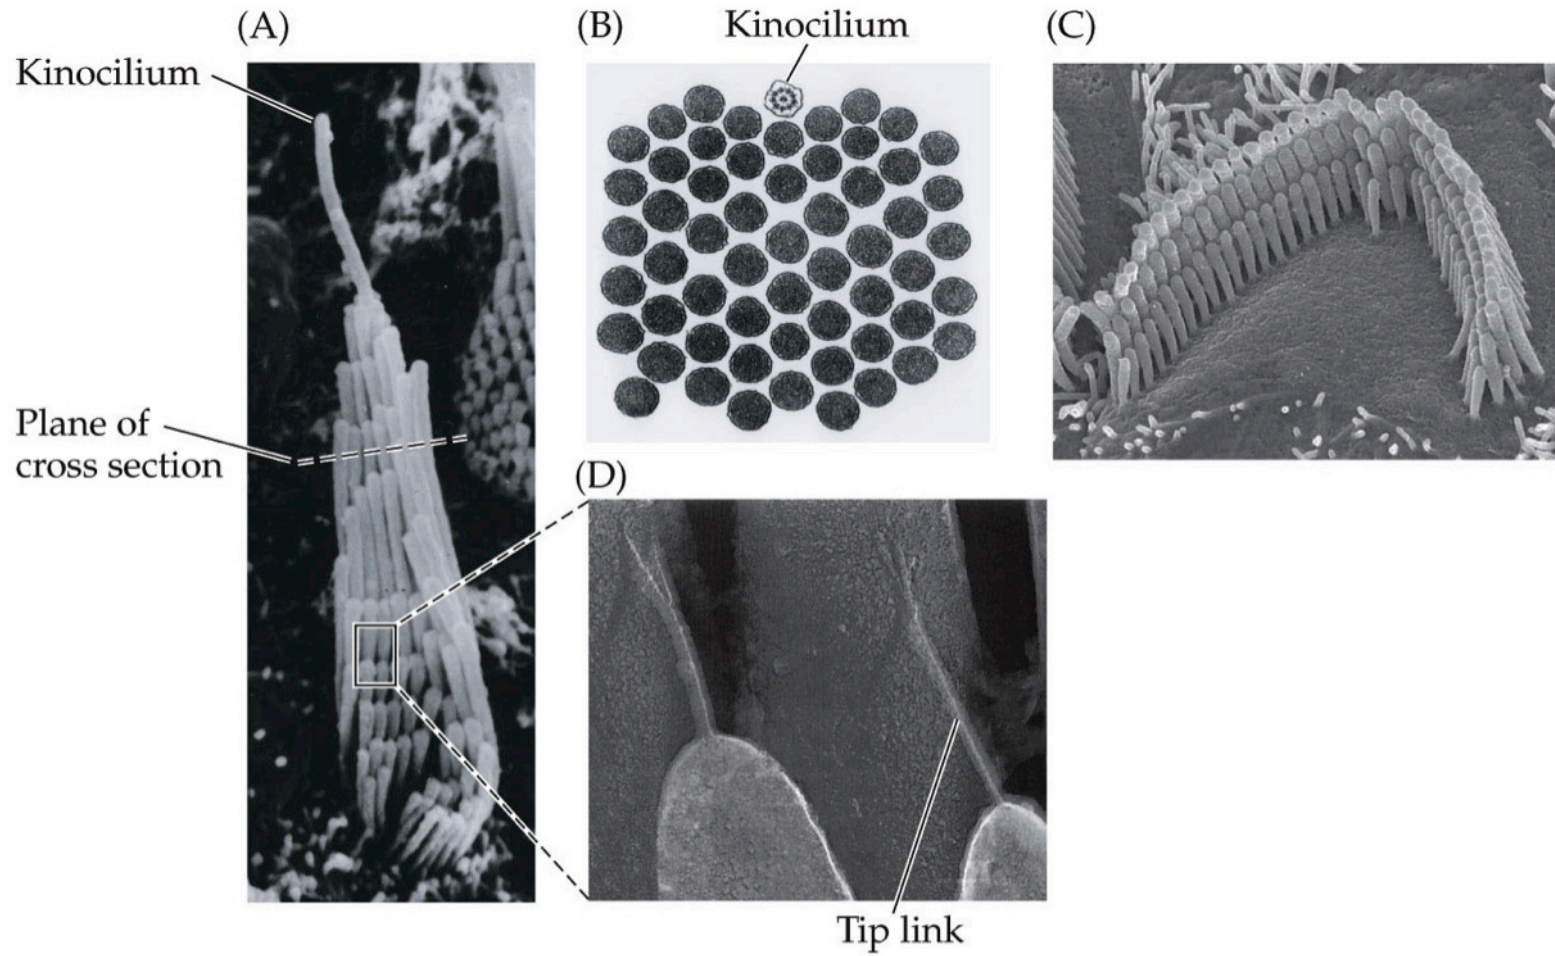 (A)
Kinocilium
Plane of
cross section
(B)
Kinocilium
(C)
(D)
Tip link